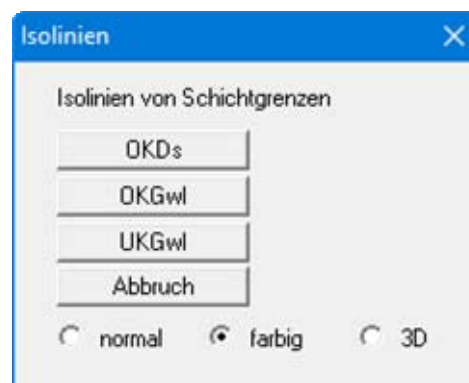 Isolinien
Isolinien von Schichtgrenzen
OKDs
OKGwl
UKGwl
Abbruch
normal farbig 3D